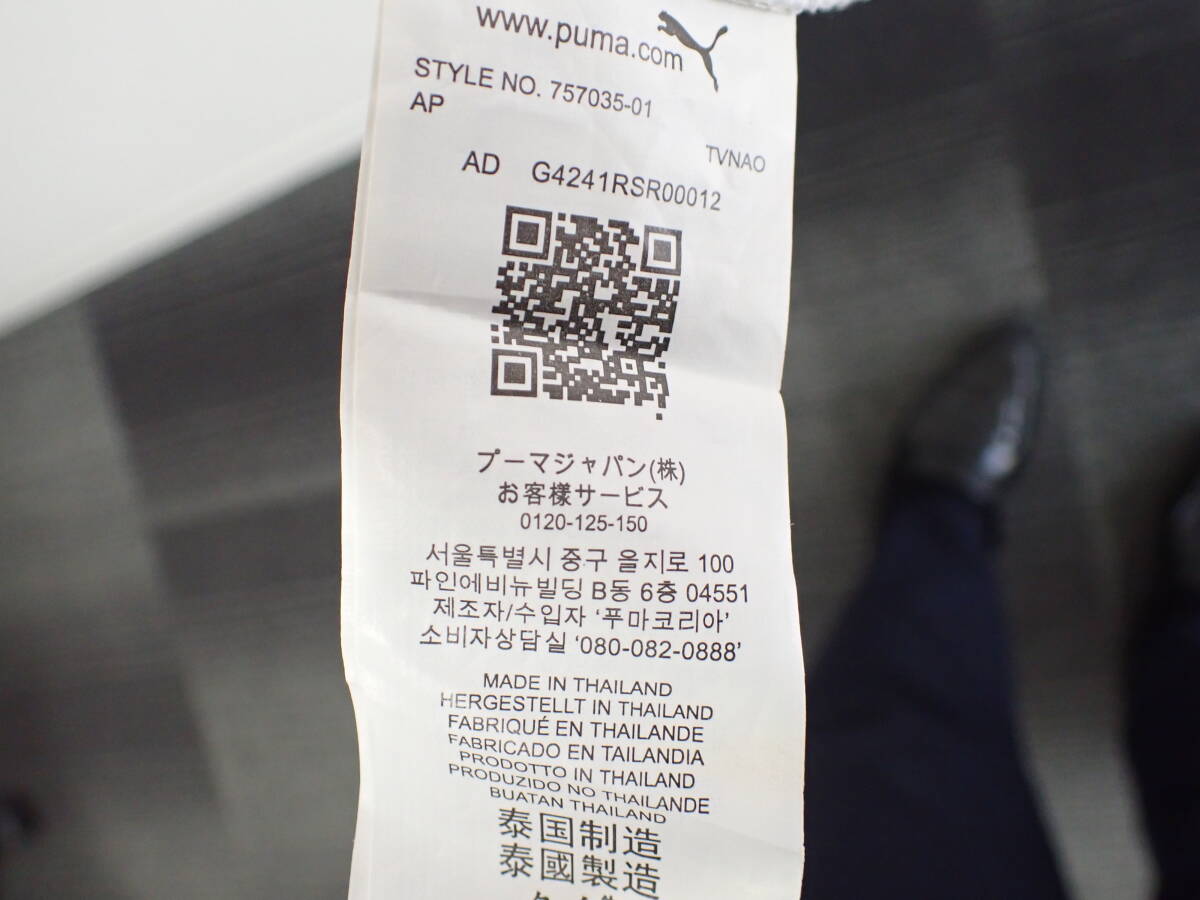 www.puma.com
STYLE NO. 757035-01
AP
TVNAO
AD G4241RSR00012
プーマジャパン(株)
お客様サービス
0120-125-150
서울특별시 중구 을지로 100
파인에비뉴빌딩 B동 6층 04551
제조자/수입자 ‘푸마코리아’
소비자상담실 ‘080-082-0888’
MADE IN THAILAND
HERGESTELLT IN THAILAND
FABRIQUÉ EN THAILANDE
FABRICADO EN TAILANDIA
PRODOTTO IN THAILAND
PRODUZIDO NO THAILANDE
BUATAN THAILAND
泰国制造
泰國製造